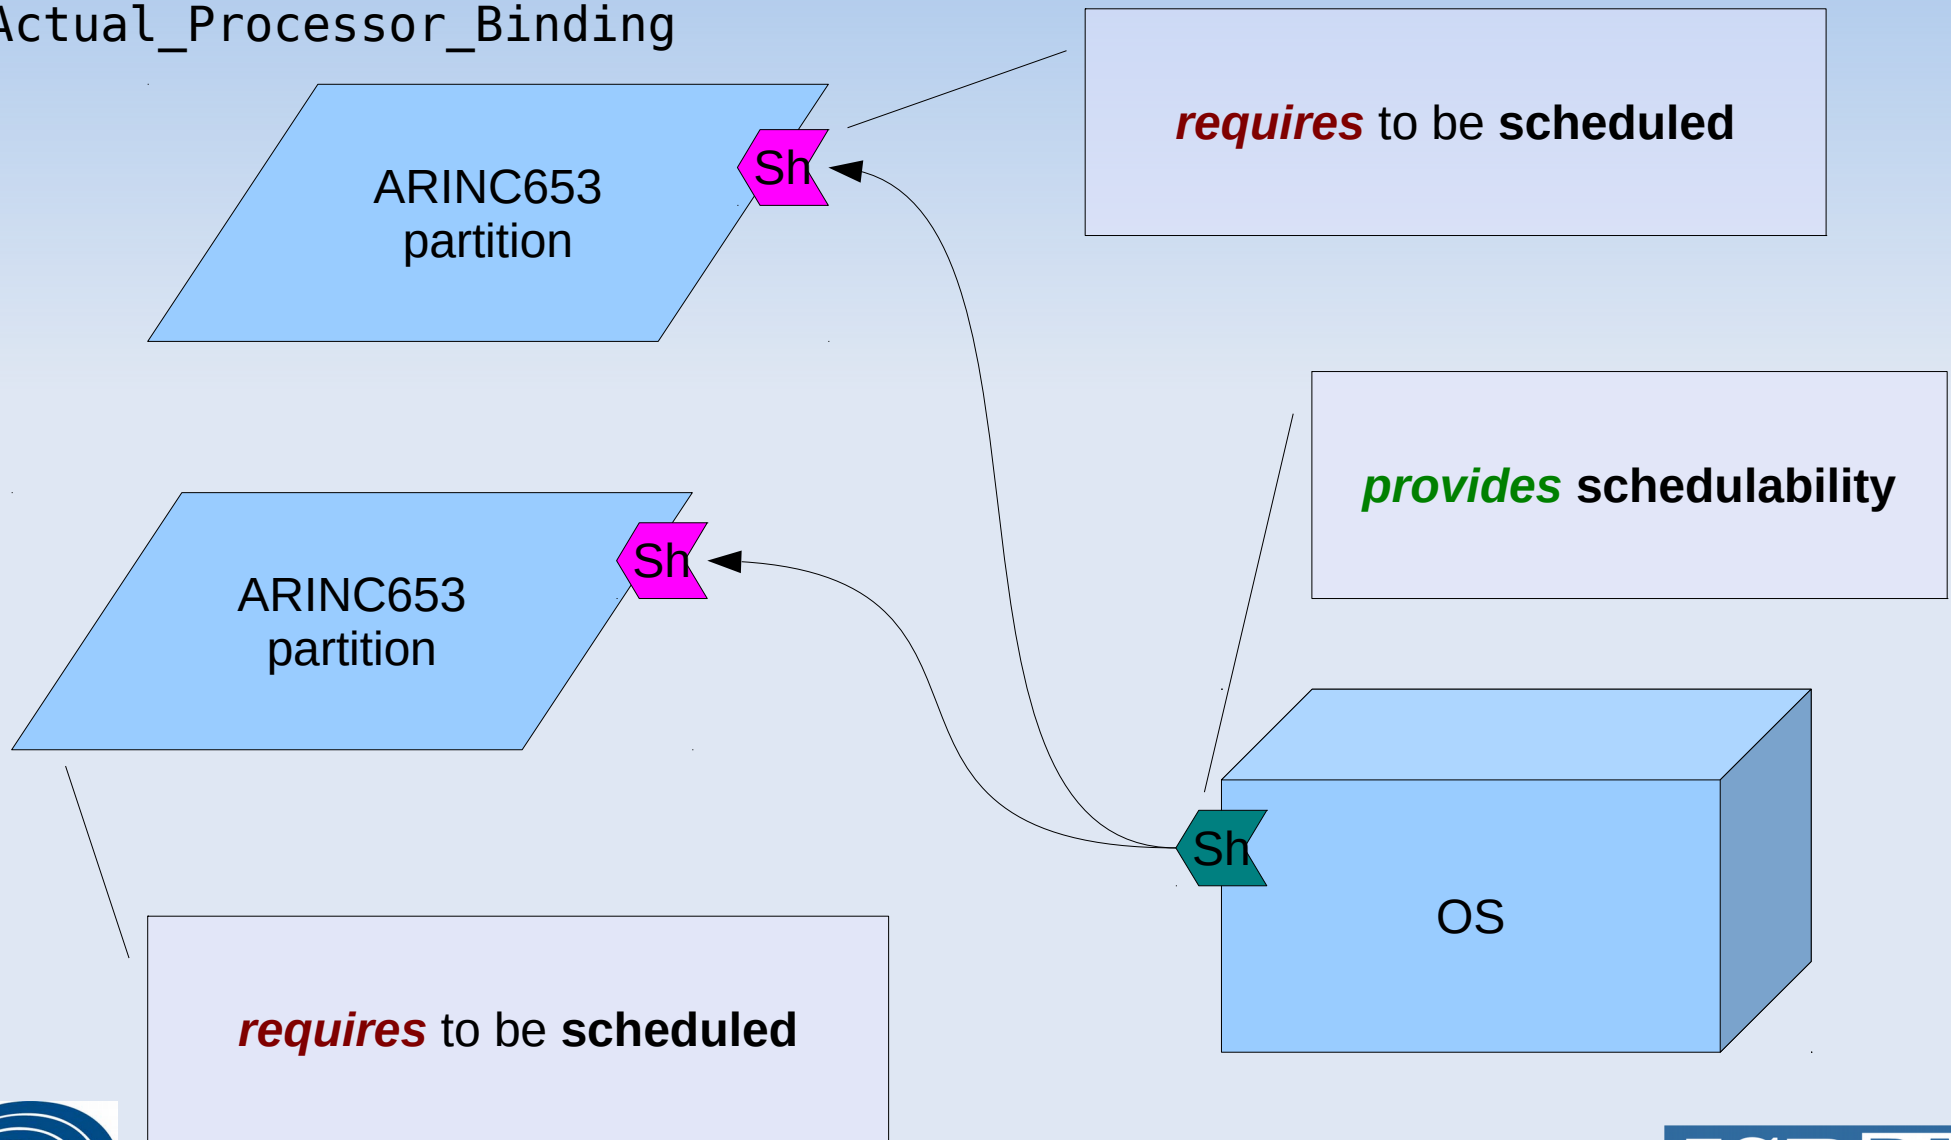 Actual_Processor_Binding
requires to be scheduled
Sh
ARINC653
partition
provides schedulability
Sh
ARINC653
partition
Sh
OS
requires to be scheduled